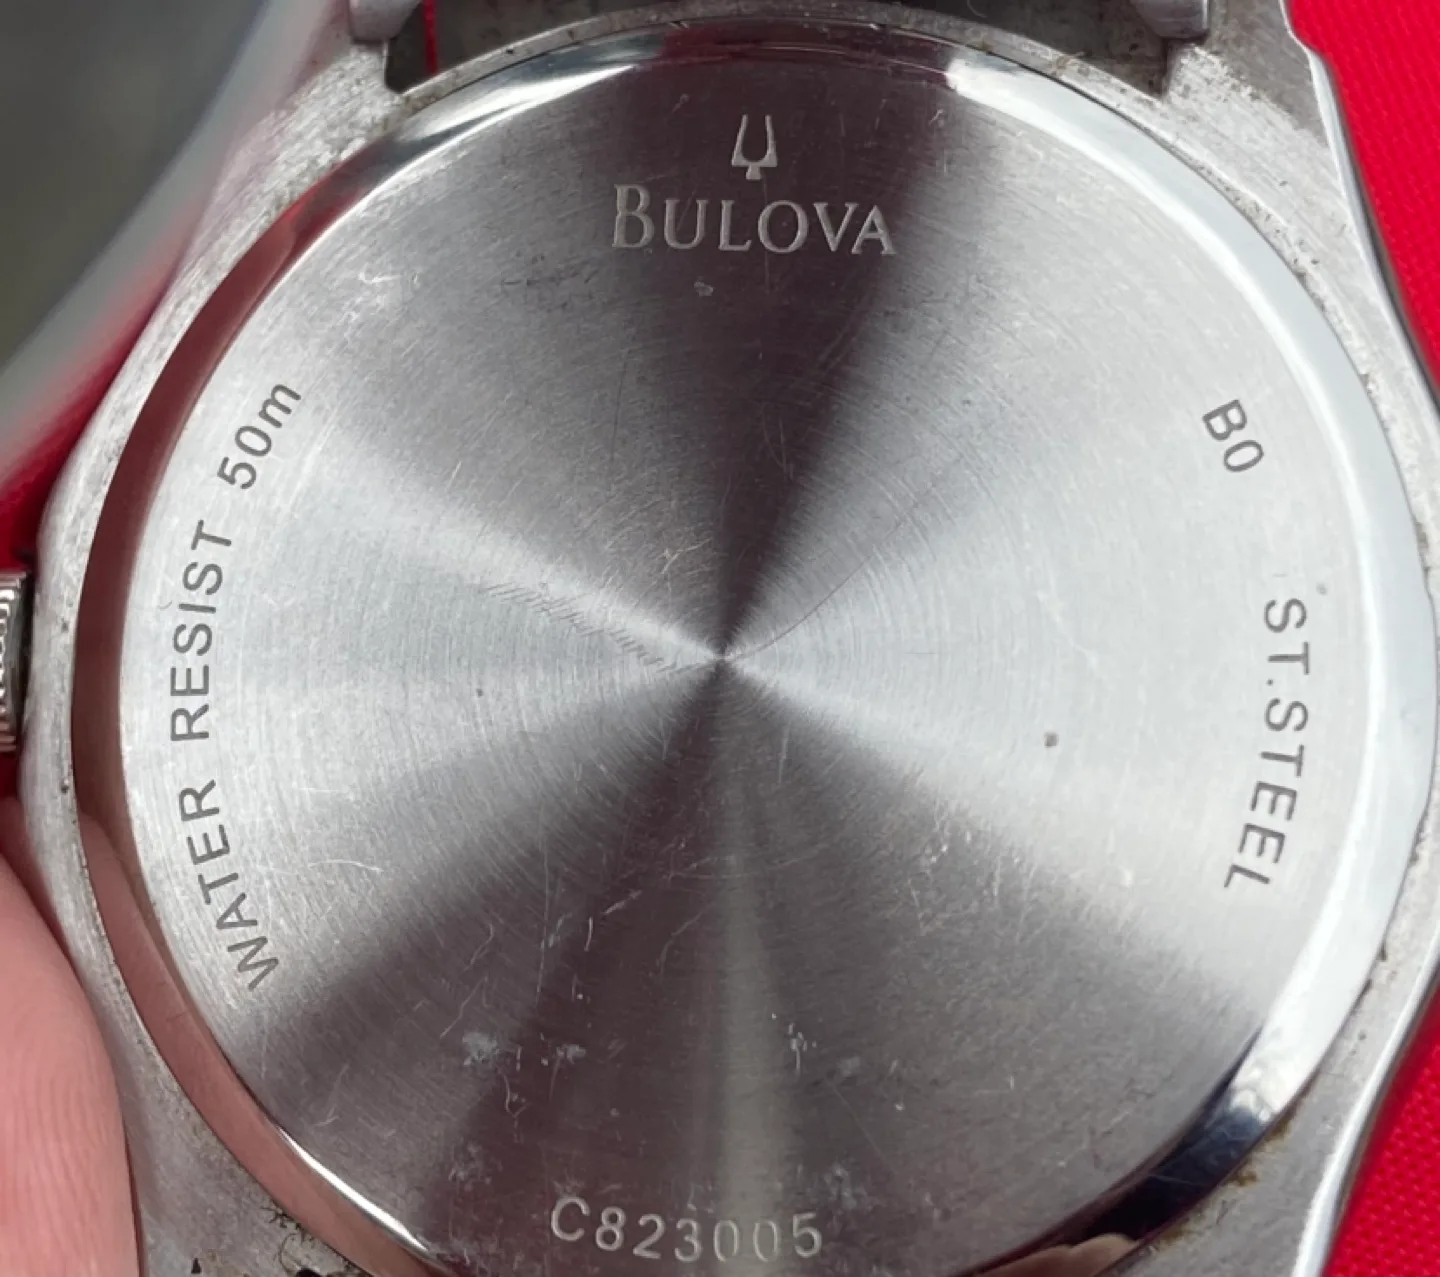 BULOVA
B0
ST.STEEL
WATER RESIST 50m
C823005